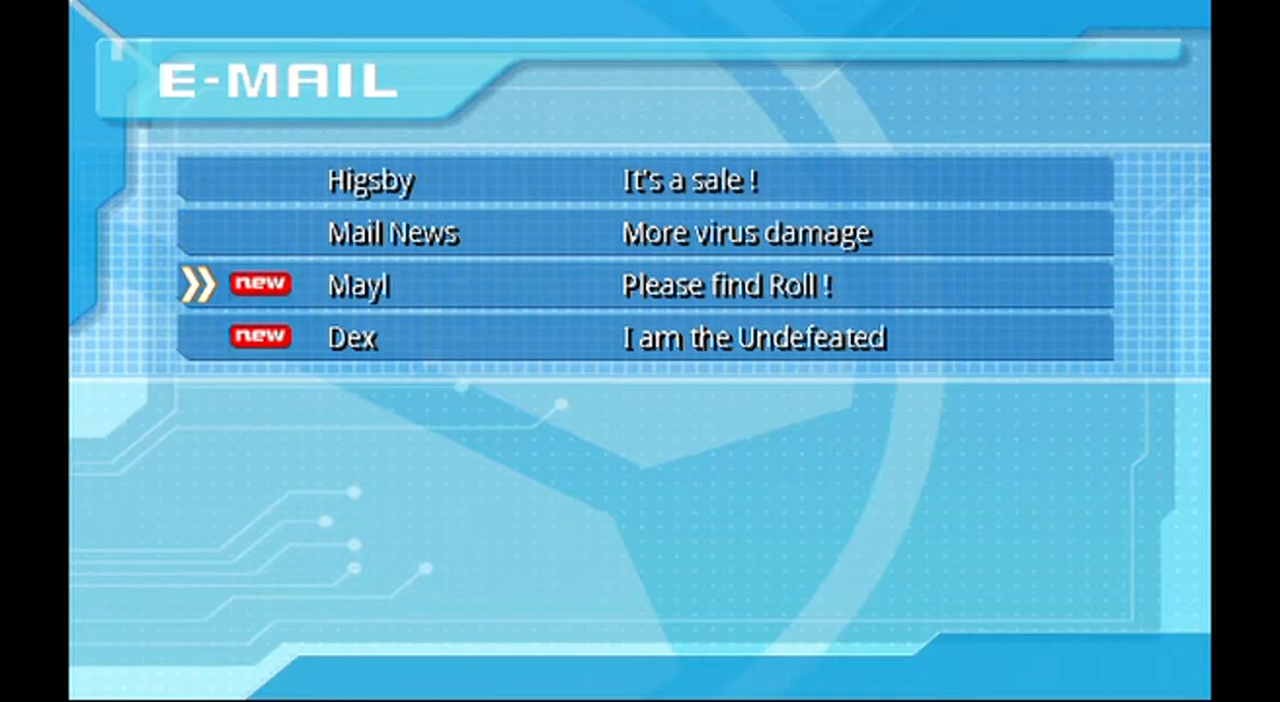 E-MAIL
Higsby It's a sale !
Mail News More virus damage
new Mayl Please find Roll !
new Dex I am the Undefeated